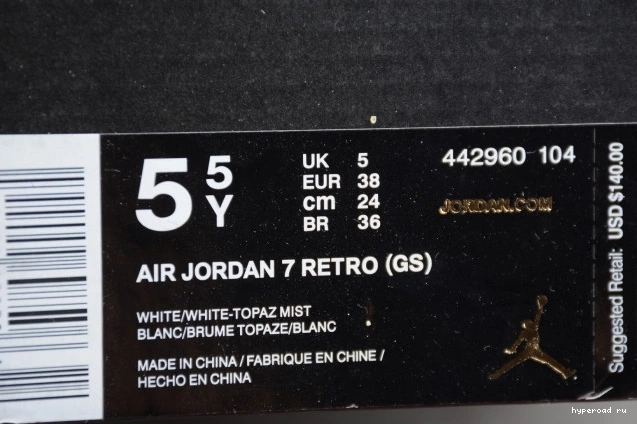 5 5
Y
UK 5
EUR 38
cm 24
BR 36
442960 104
JORDAN.COM
AIR JORDAN 7 RETRO (GS)
WHITE/WHITE-TOPAZ MIST
BLANC/BRUME TOPAZE/BLANC
MADE IN CHINA / FABRIQUE EN CHINE /
HECHO EN CHINA
Suggested Retail: USD $140.00
hyperoad ru